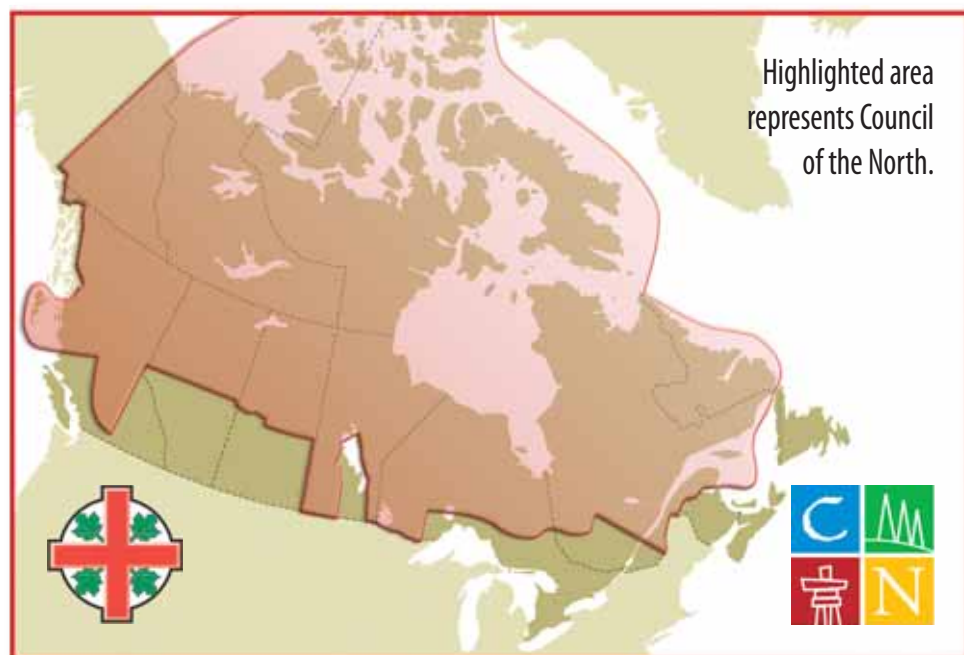 Highlighted area
represents Council
of the North.
C
N